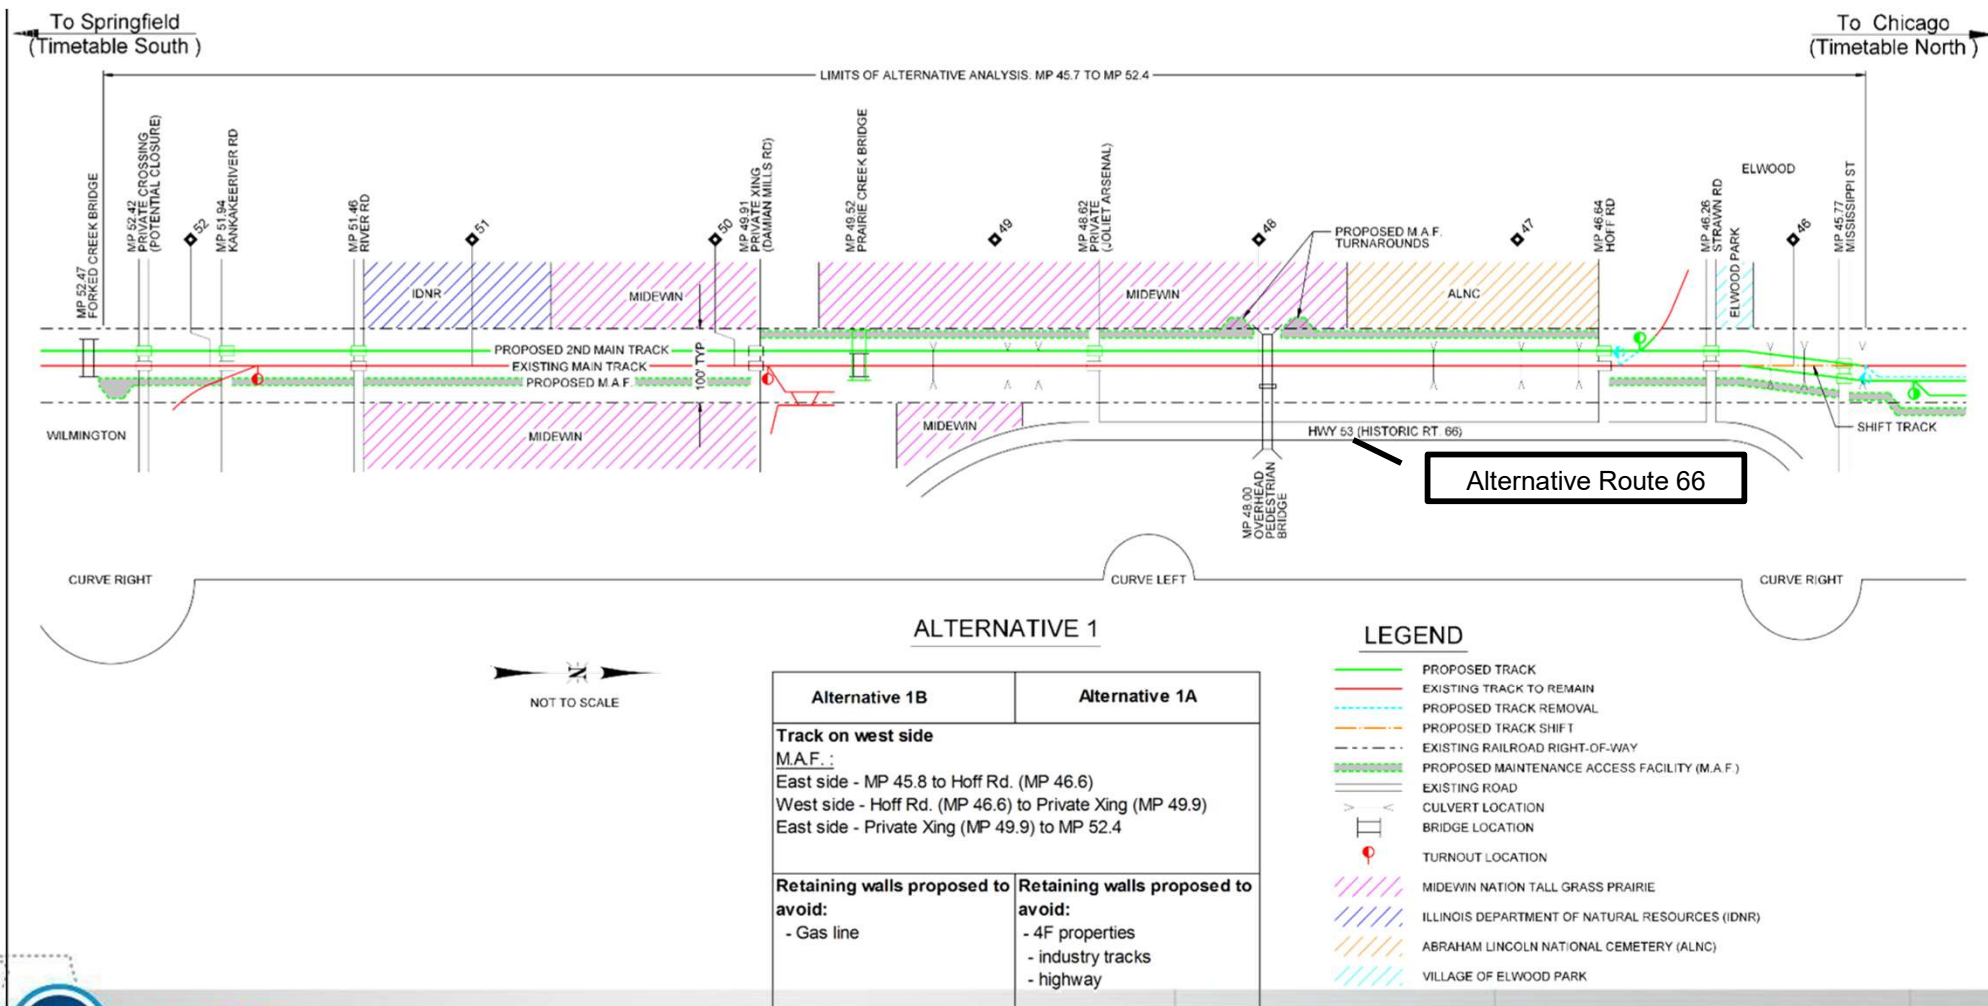 To Springfield
(Timetable South )
To Chicago
(Timetable North )
LIMITS OF ALTERNATIVE ANALYSIS. MP 45.7 TO MP 52.4
MP 52.47
FORKED CREEK BRIDGE
MP 52.42
PRIVATE CROSSING
(POTENTIAL CLOSURE)
52
MP 51.94
KANKAKEERIVER RD
MP 51.46
RIVER RD
51
50
MP 49.91
PRIVATE XING
(DAMIAN MILLS RD)
MP 49.52
PRAIRIE CREEK BRIDGE
49
MP 48.62
PRIVATE
(JOLIET ARSENAL)
48
PROPOSED M.A.F.
TURNAROUNDS
47
MP 46.64
HOFF RD
MP 46.26
STRAWN RD
ELWOOD PARK
ELWOOD
46
MP 45.77
MISSISSIPPI ST
IDNR
MIDEWIN
MIDEWIN
ALNC
PROPOSED 2ND MAIN TRACK
EXISTING MAIN TRACK
PROPOSED M.A.F.
100' TYP
WILMINGTON
MIDEWIN
MIDEWIN
HWY 53 (HISTORIC RT. 66)
SHIFT TRACK
Alternative Route 66
MP 48.00
OVERHEAD
PEDESTRIAN
BRIDGE
CURVE RIGHT
CURVE LEFT
CURVE RIGHT
N
NOT TO SCALE
ALTERNATIVE 1
Alternative 1B
Alternative 1A
Track on west side
M.A.F. :
East side - MP 45.8 to Hoff Rd. (MP 46.6)
West side - Hoff Rd. (MP 46.6) to Private Xing (MP 49.9)
East side - Private Xing (MP 49.9) to MP 52.4
Retaining walls proposed to
avoid:
- Gas line
Retaining walls proposed to
avoid:
- 4F properties
- industry tracks
- highway
LEGEND
PROPOSED TRACK
EXISTING TRACK TO REMAIN
PROPOSED TRACK REMOVAL
PROPOSED TRACK SHIFT
EXISTING RAILROAD RIGHT-OF-WAY
PROPOSED MAINTENANCE ACCESS FACILITY (M.A.F.)
EXISTING ROAD
CULVERT LOCATION
BRIDGE LOCATION
TURNOUT LOCATION
MIDEWIN NATION TALL GRASS PRAIRIE
ILLINOIS DEPARTMENT OF NATURAL RESOURCES (IDNR)
ABRAHAM LINCOLN NATIONAL CEMETERY (ALNC)
VILLAGE OF ELWOOD PARK